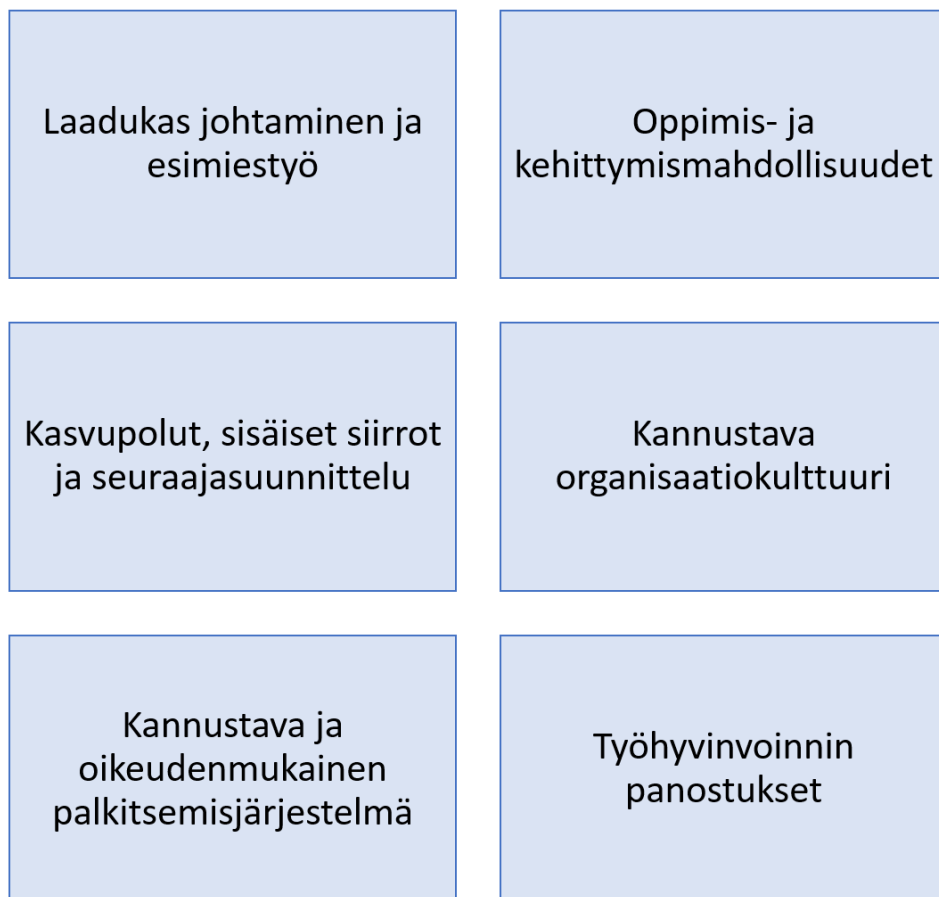 Laadukas johtaminen ja
esimiestyö
Oppimis- ja
kehittymismahdollisuudet
Kasvupolut, sisäiset siirrot
ja seuraajasuunnittelu
Kannustava
organisaatiokulttuuri
Kannustava ja
oikeudenmukainen
palkitsemisjärjestelmä
Työhyvinvoinnin
panostukset